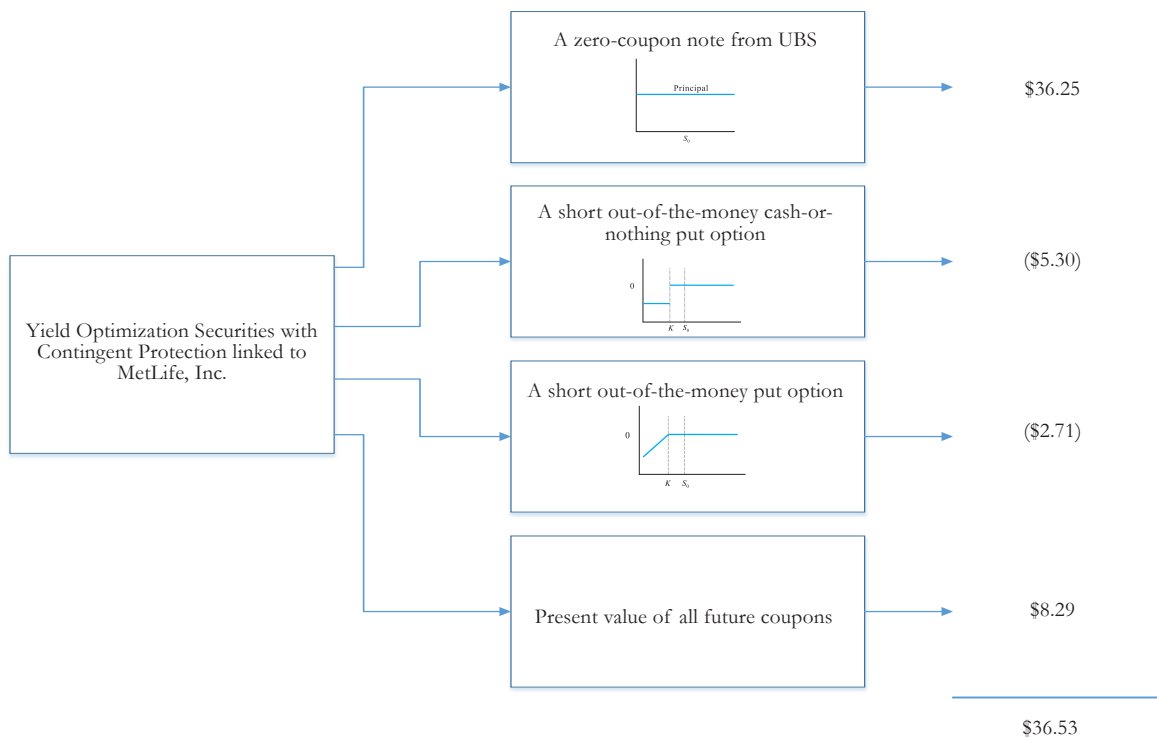 A zero-coupon note from UBS
Principal
S₀
$36.25
A short out-of-the-money cash-or-
nothing put option
0
K S₀
($5.30)
Yield Optimization Securities with
Contingent Protection linked to
MetLife, Inc.
A short out-of-the-money put option
0
K S₀
($2.71)
Present value of all future coupons
$8.29
$36.53